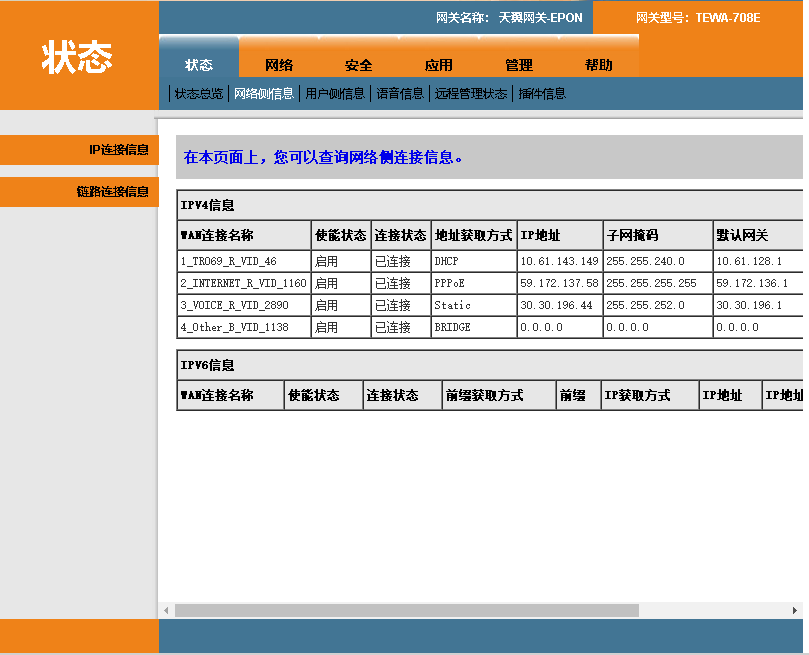 网关名称： 天翼网关-EPON 网关型号：TEWA-708E
状态
状态 网络 安全 应用 管理 帮助
状态总览 网络侧信息 用户侧信息 语音信息 远程管理状态 插件信息
IP连接信息
链路连接信息
在本页面上，您可以查询网络侧连接信息。
IPV4信息
WAN连接名称 使能状态 连接状态 地址获取方式 IP地址 子网掩码 默认网关
1_TR069_R_VID_46 启用 已连接 DHCP 10.61.143.149 255.255.240.0 10.61.128.1
2_INTERNET_R_VID_1160 启用 已连接 PPPoE 59.172.137.58 255.255.255.255 59.172.136.1
3_VOICE_R_VID_2890 启用 已连接 Static 30.30.196.44 255.255.252.0 30.30.196.1
4_Other_B_VID_1138 启用 已连接 BRIDGE 0.0.0.0 0.0.0.0 0.0.0.0
IPV6信息
WAN连接名称 使能状态 连接状态 前缀获取方式 前缀 IP获取方式 IP地址 IP地址